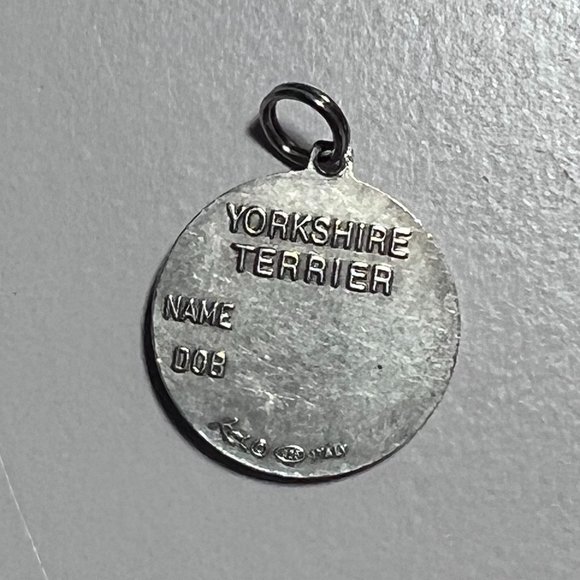 YORKSHIRE
TERRIER
NAME
DOB
925 ITALY